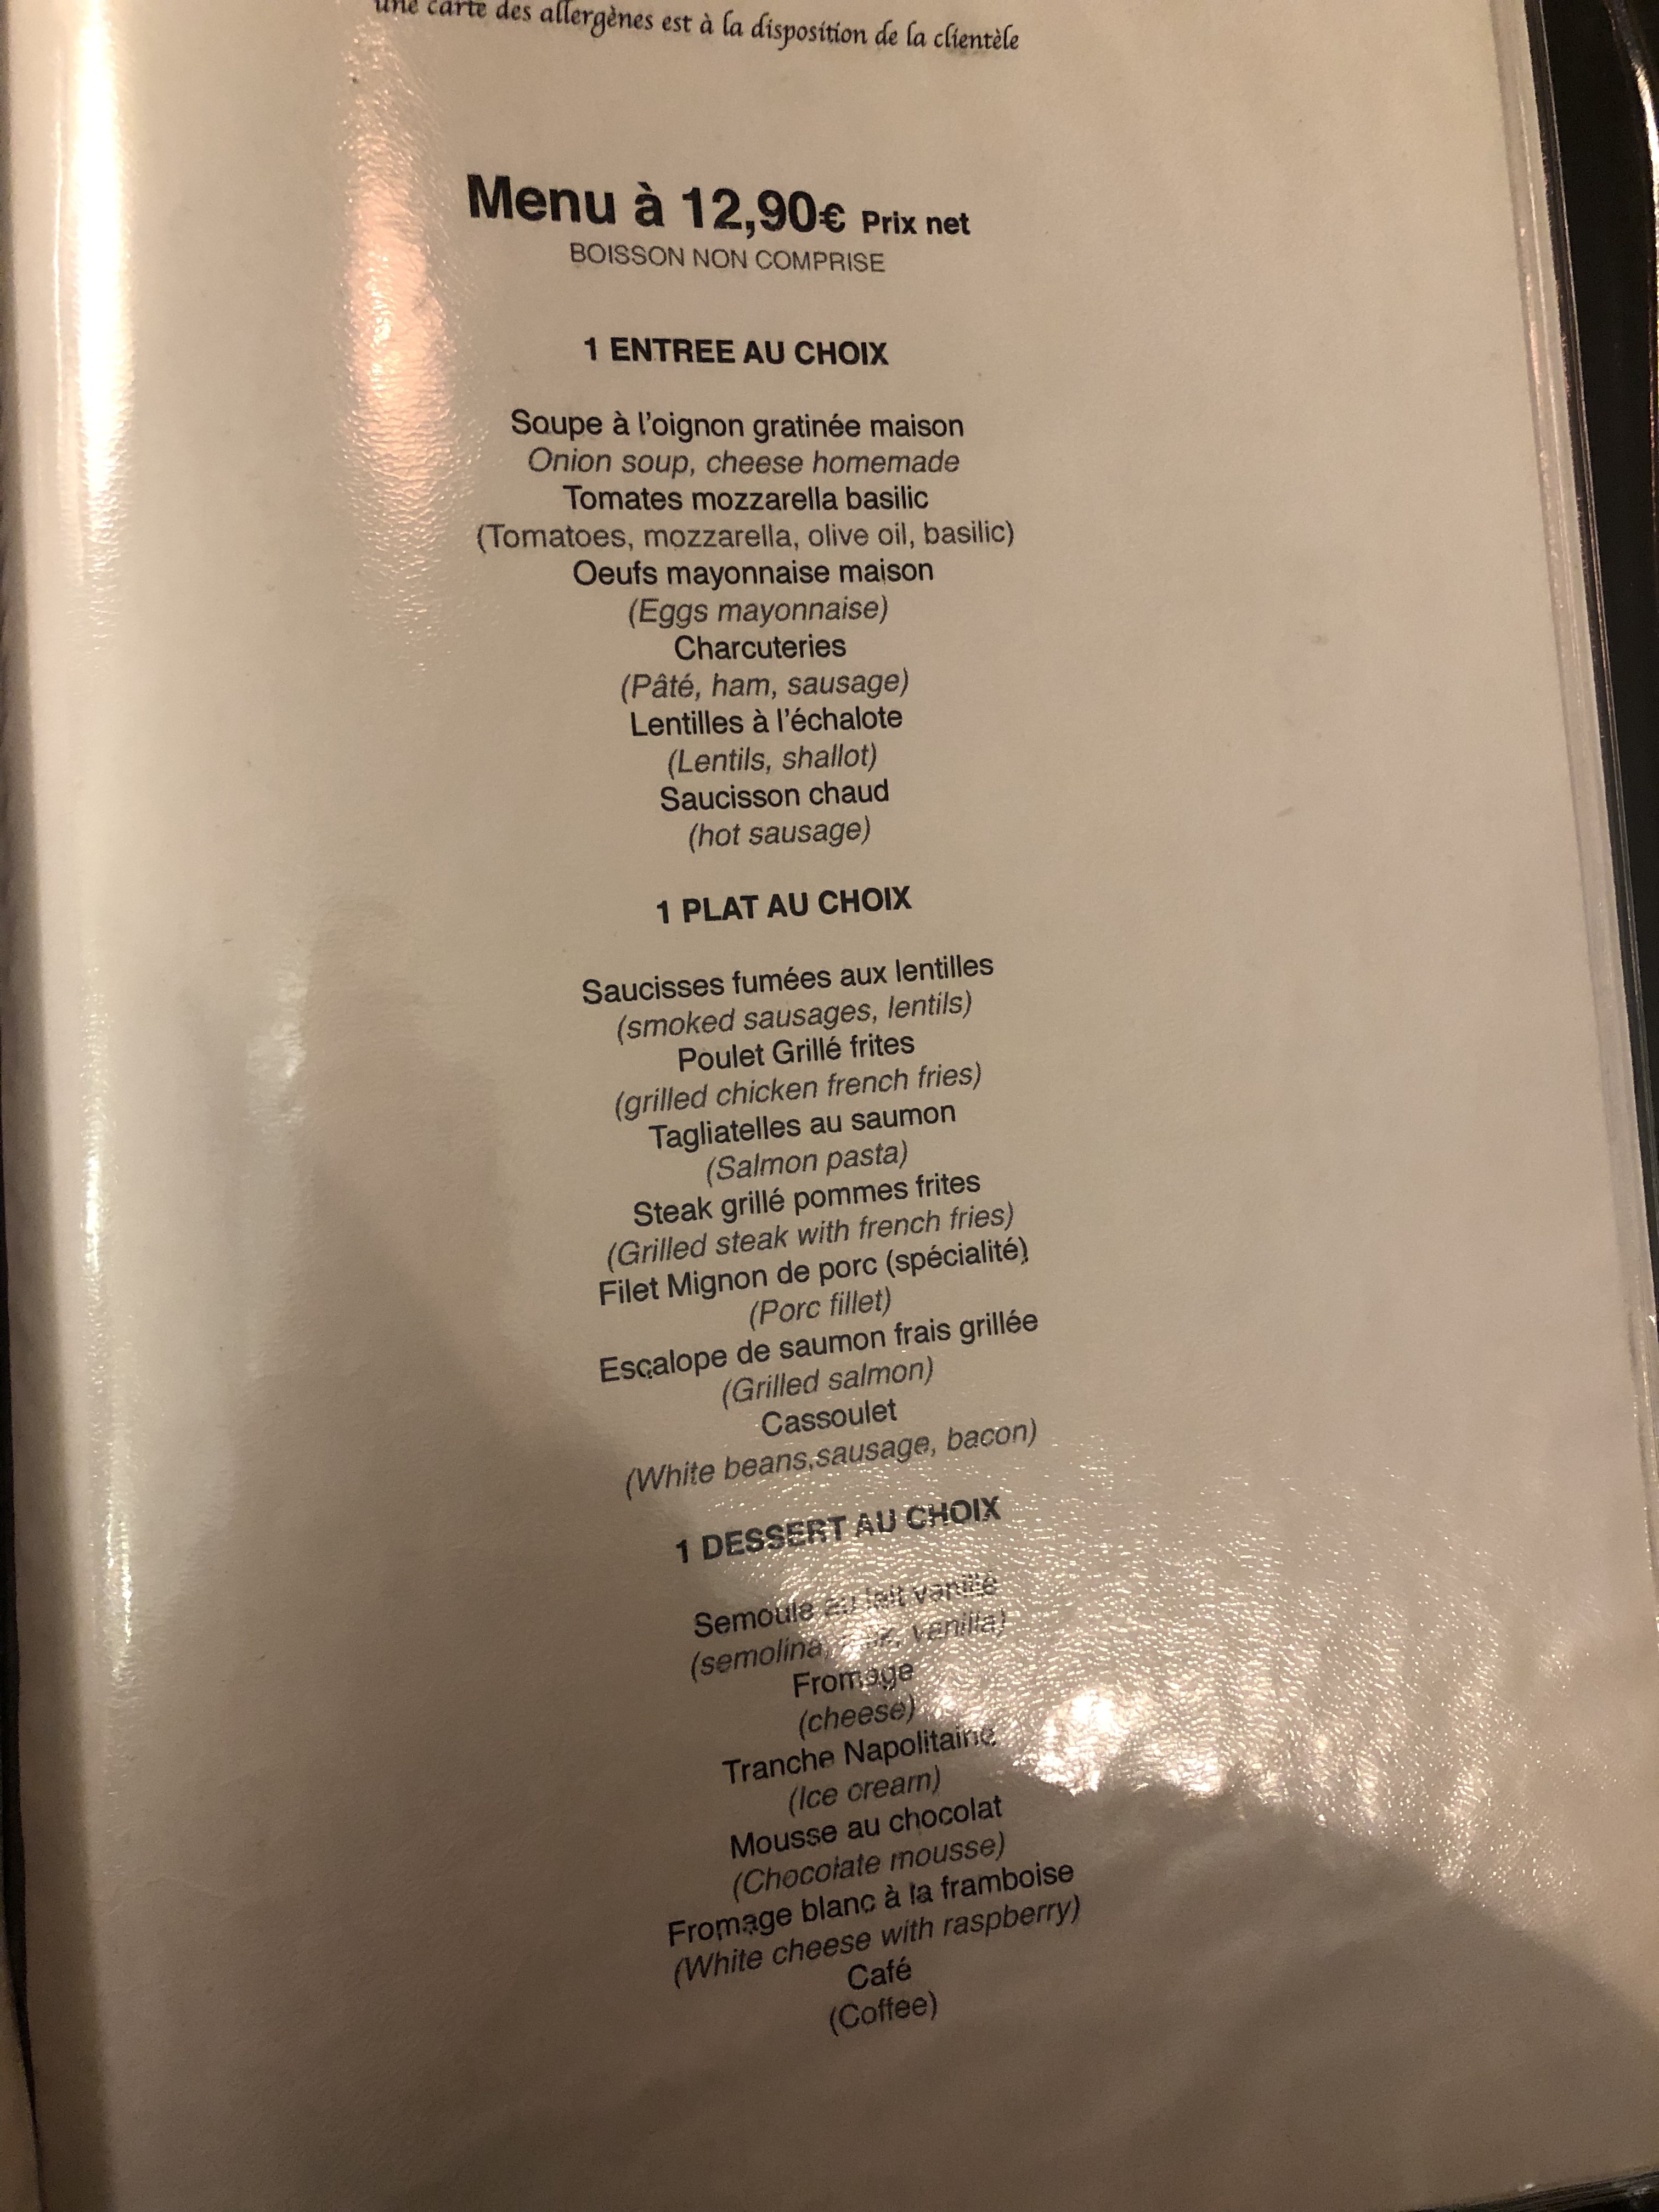 une carte des allergènes est à la disposition de la clientèle
Menu à 12,90€ Prix net
BOISSON NON COMPRISE
1 ENTREE AU CHOIX
Soupe à l'oignon gratinée maison
Onion soup, cheese homemade
Tomates mozzarella basilic
(Tomatoes, mozzarella, olive oil, basilic)
Oeufs mayonnaise maison
(Eggs mayonnaise)
Charcuteries
(Pâté, ham, sausage)
Lentilles à l'échalote
(Lentils, shallot)
Saucisson chaud
(hot sausage)
1 PLAT AU CHOIX
Saucisses fumées aux lentilles
(smoked sausages, lentils)
Poulet Grillé frites
(grilled chicken french fries)
Tagliatelles au saumon
(Salmon pasta)
Steak grillé pommes frites
(Grilled steak with french fries)
Filet Mignon de porc (spécialité)
(Porc fillet)
Escalope de saumon frais grillée
(Grilled salmon)
Cassoulet
(White beans,sausage, bacon)
1 DESSERT AU CHOIX
Semoule au lait vanillé
(semolina, milk, vanilla)
Fromage
(cheese)
Tranche Napolitaine
(Ice cream)
Mousse au chocolat
(Chocolate mousse)
Fromage blanc à la framboise
(White cheese with raspberry)
Café
(Coffee)